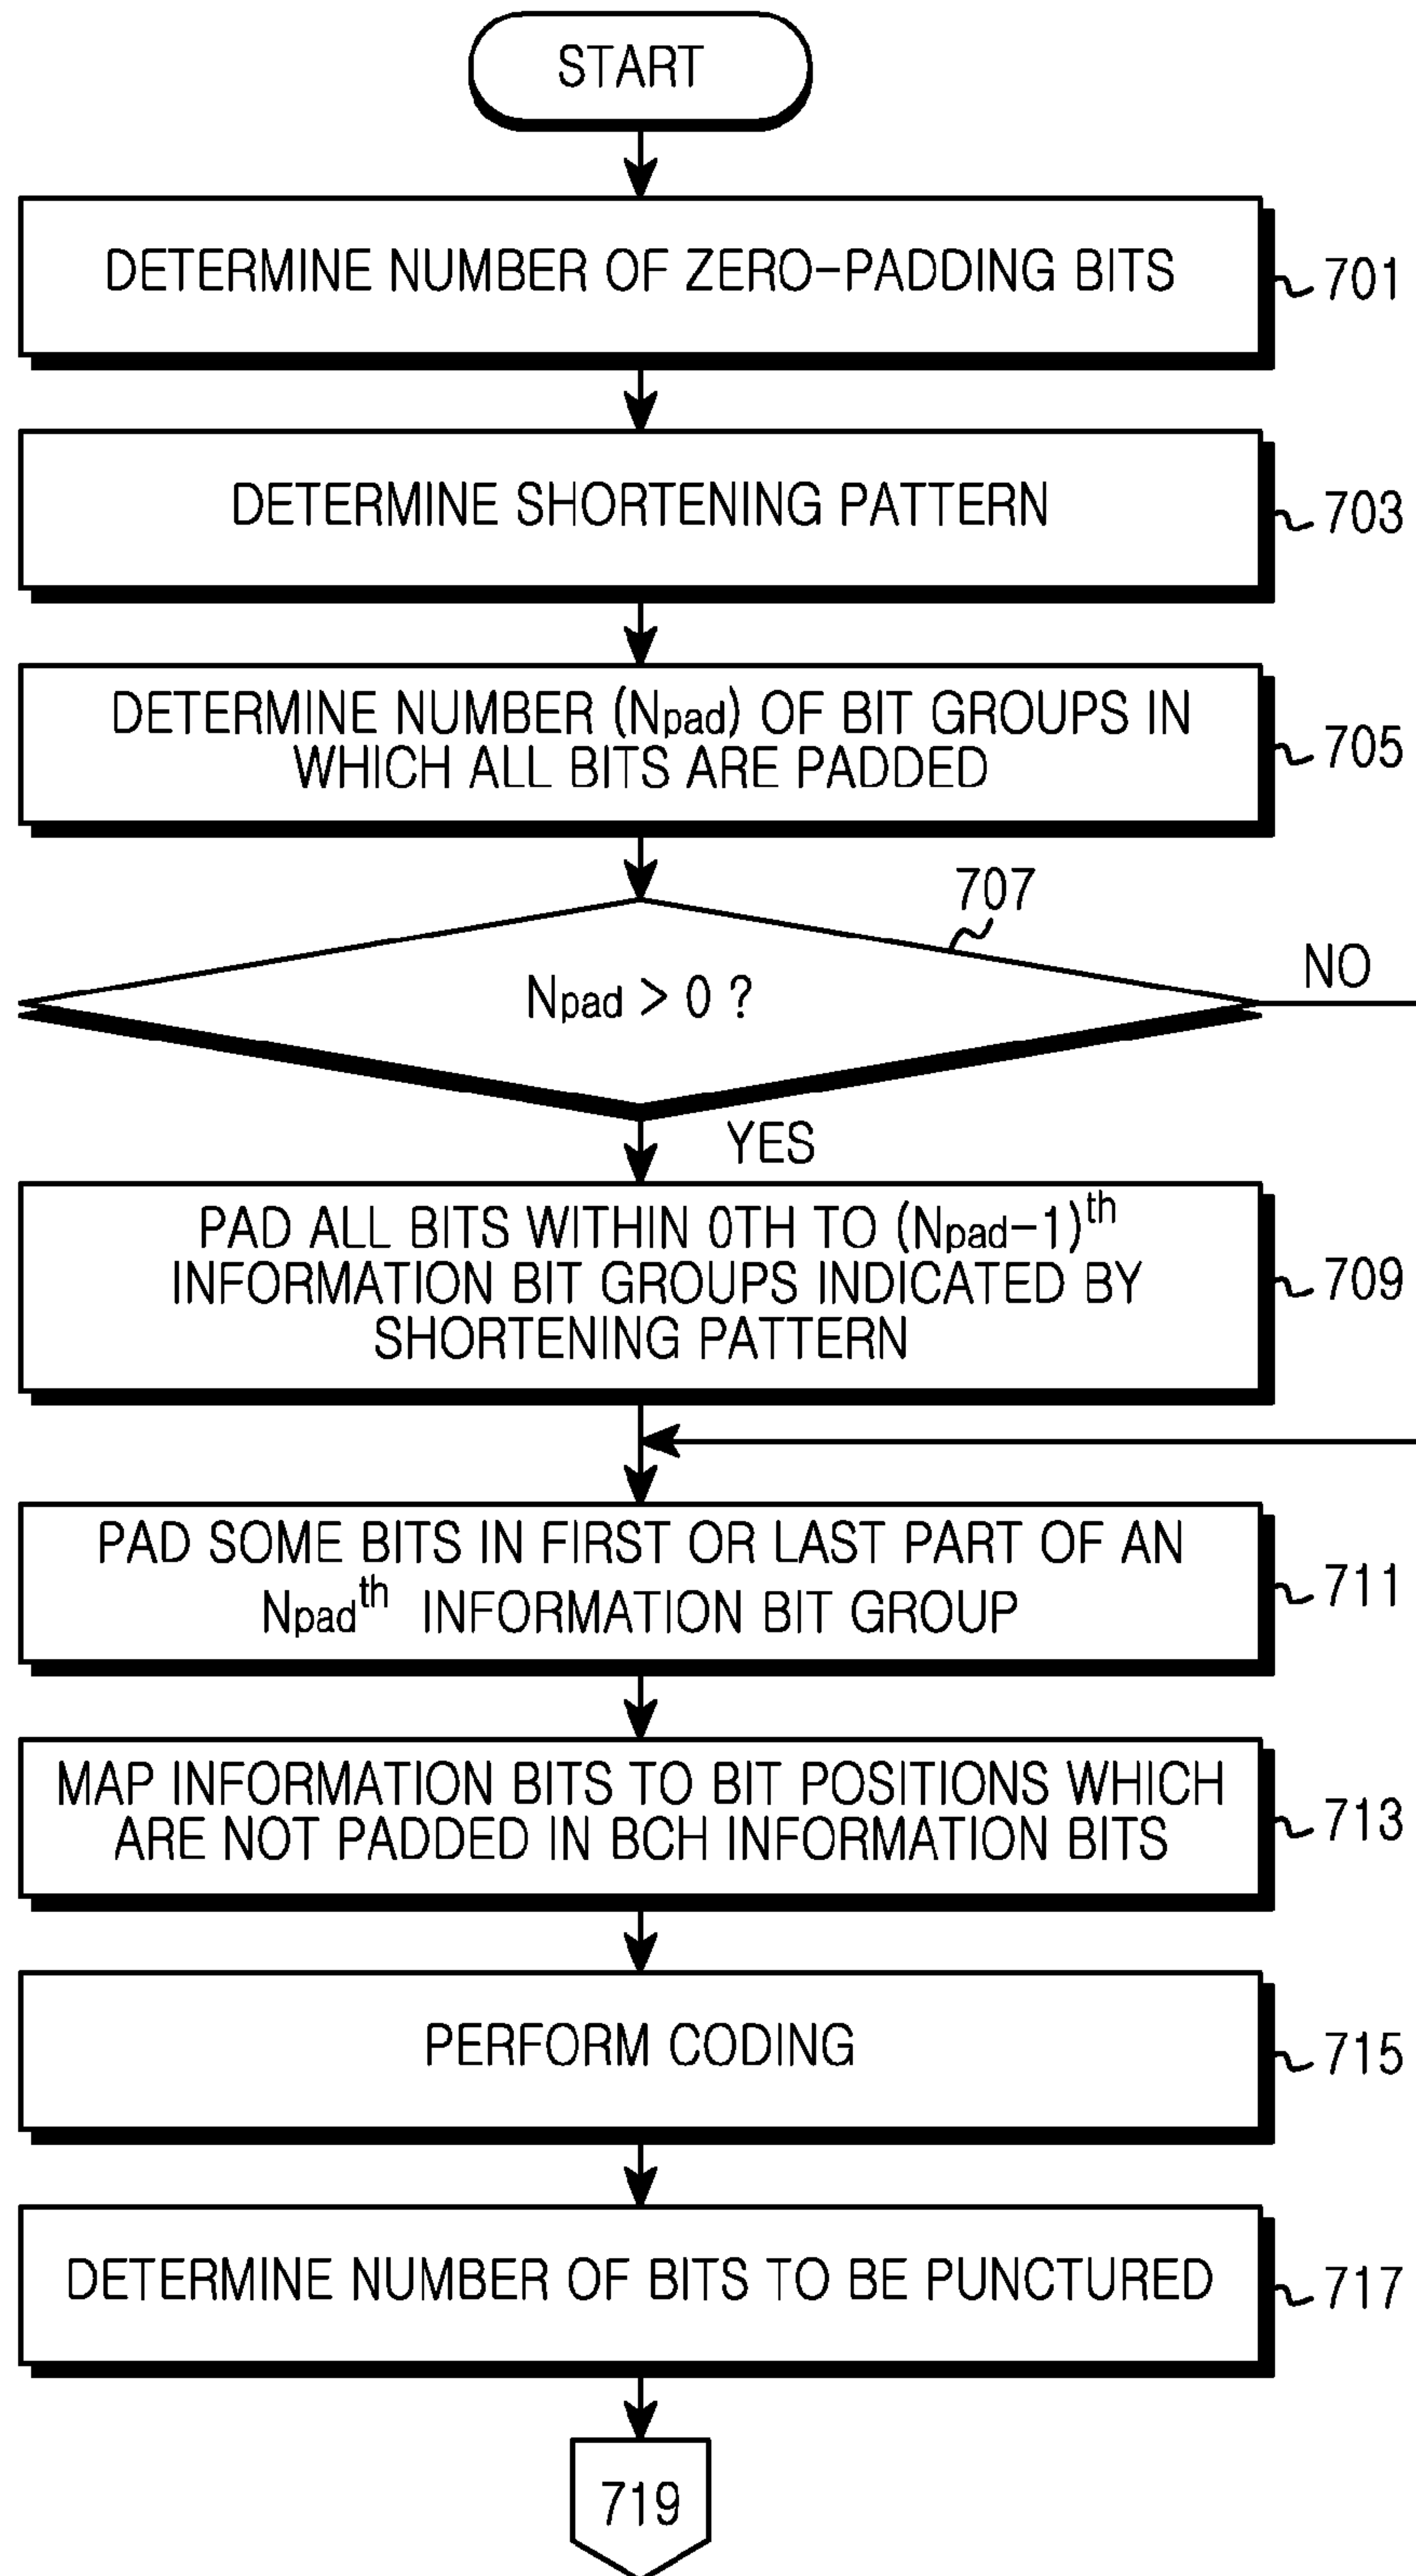 START
DETERMINE NUMBER OF ZERO-PADDING BITS
701
DETERMINE SHORTENING PATTERN
703
DETERMINE NUMBER (Npad) OF BIT GROUPS IN
WHICH ALL BITS ARE PADDED
705
707
Npad > 0 ?
NO
YES
PAD ALL BITS WITHIN 0TH TO (Npad-1)th
INFORMATION BIT GROUPS INDICATED BY
SHORTENING PATTERN
709
PAD SOME BITS IN FIRST OR LAST PART OF AN
Npadth INFORMATION BIT GROUP
711
MAP INFORMATION BITS TO BIT POSITIONS WHICH
ARE NOT PADDED IN BCH INFORMATION BITS
713
PERFORM CODING
715
DETERMINE NUMBER OF BITS TO BE PUNCTURED
717
719